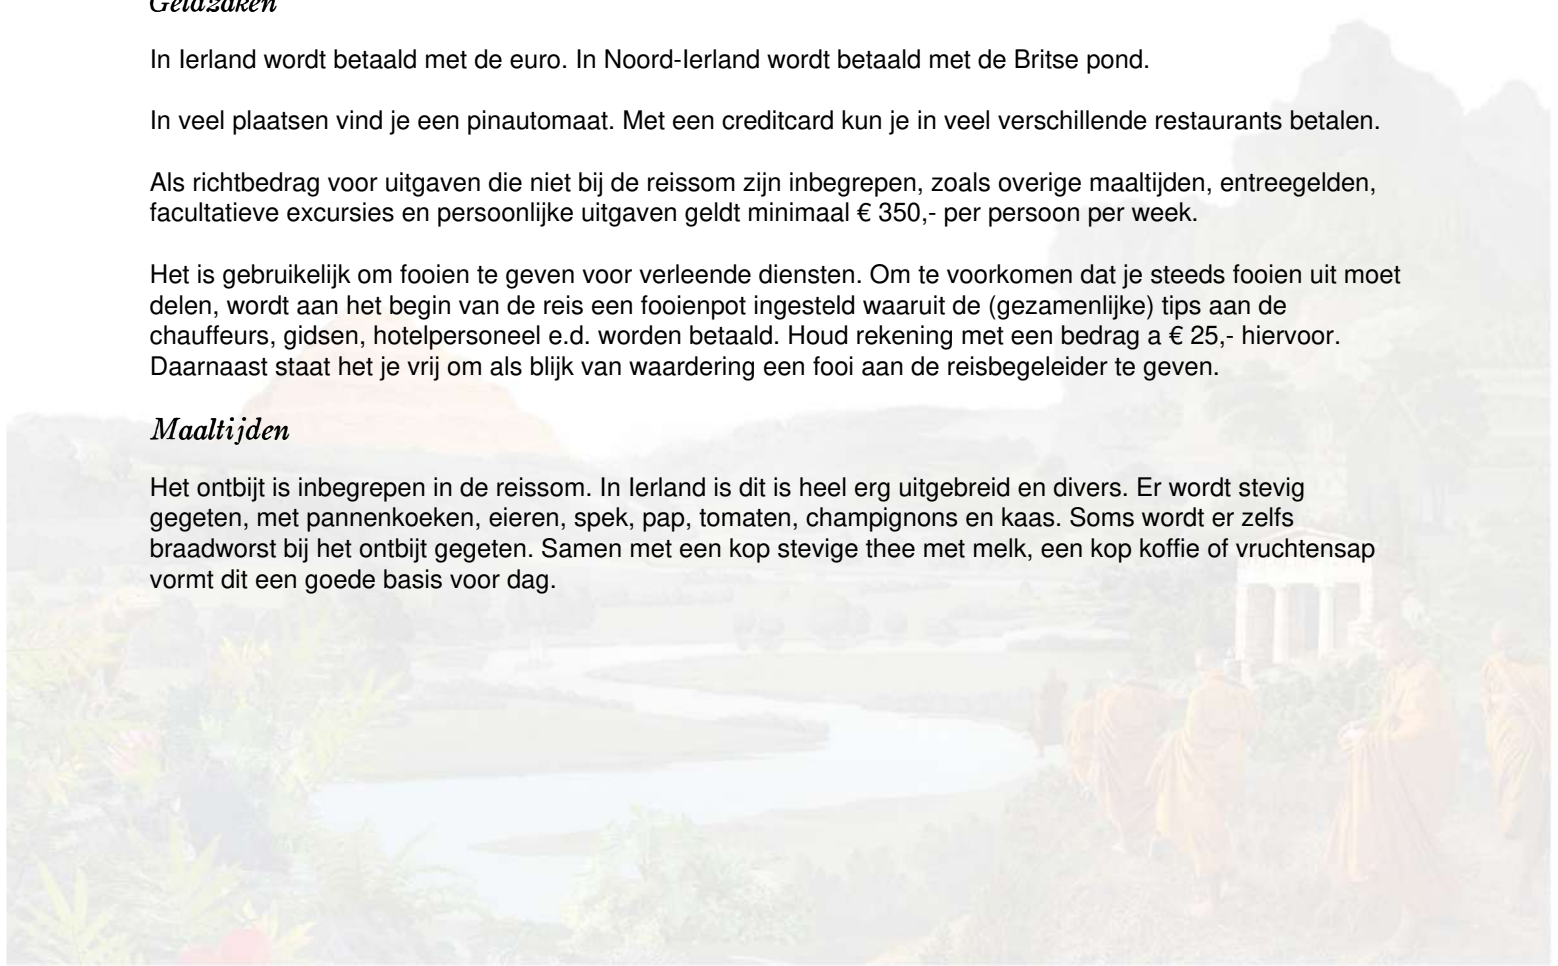 Geldzaken
In Ierland wordt betaald met de euro. In Noord-Ierland wordt betaald met de Britse pond.
In veel plaatsen vind je een pinautomaat. Met een creditcard kun je in veel verschillende restaurants betalen.
Als richtbedrag voor uitgaven die niet bij de reissom zijn inbegrepen, zoals overige maaltijden, entreegelden,
facultatieve excursies en persoonlijke uitgaven geldt minimaal € 350,- per persoon per week.
Het is gebruikelijk om fooien te geven voor verleende diensten. Om te voorkomen dat je steeds fooien uit moet
delen, wordt aan het begin van de reis een fooienpot ingesteld waaruit de (gezamenlijke) tips aan de
chauffeurs, gidsen, hotelpersoneel e.d. worden betaald. Houd rekening met een bedrag a € 25,- hiervoor.
Daarnaast staat het je vrij om als blijk van waardering een fooi aan de reisbegeleider te geven.
Maaltijden
Het ontbijt is inbegrepen in de reissom. In Ierland is dit is heel erg uitgebreid en divers. Er wordt stevig
gegeten, met pannenkoeken, eieren, spek, pap, tomaten, champignons en kaas. Soms wordt er zelfs
braadworst bij het ontbijt gegeten. Samen met een kop stevige thee met melk, een kop koffie of vruchtensap
vormt dit een goede basis voor dag.